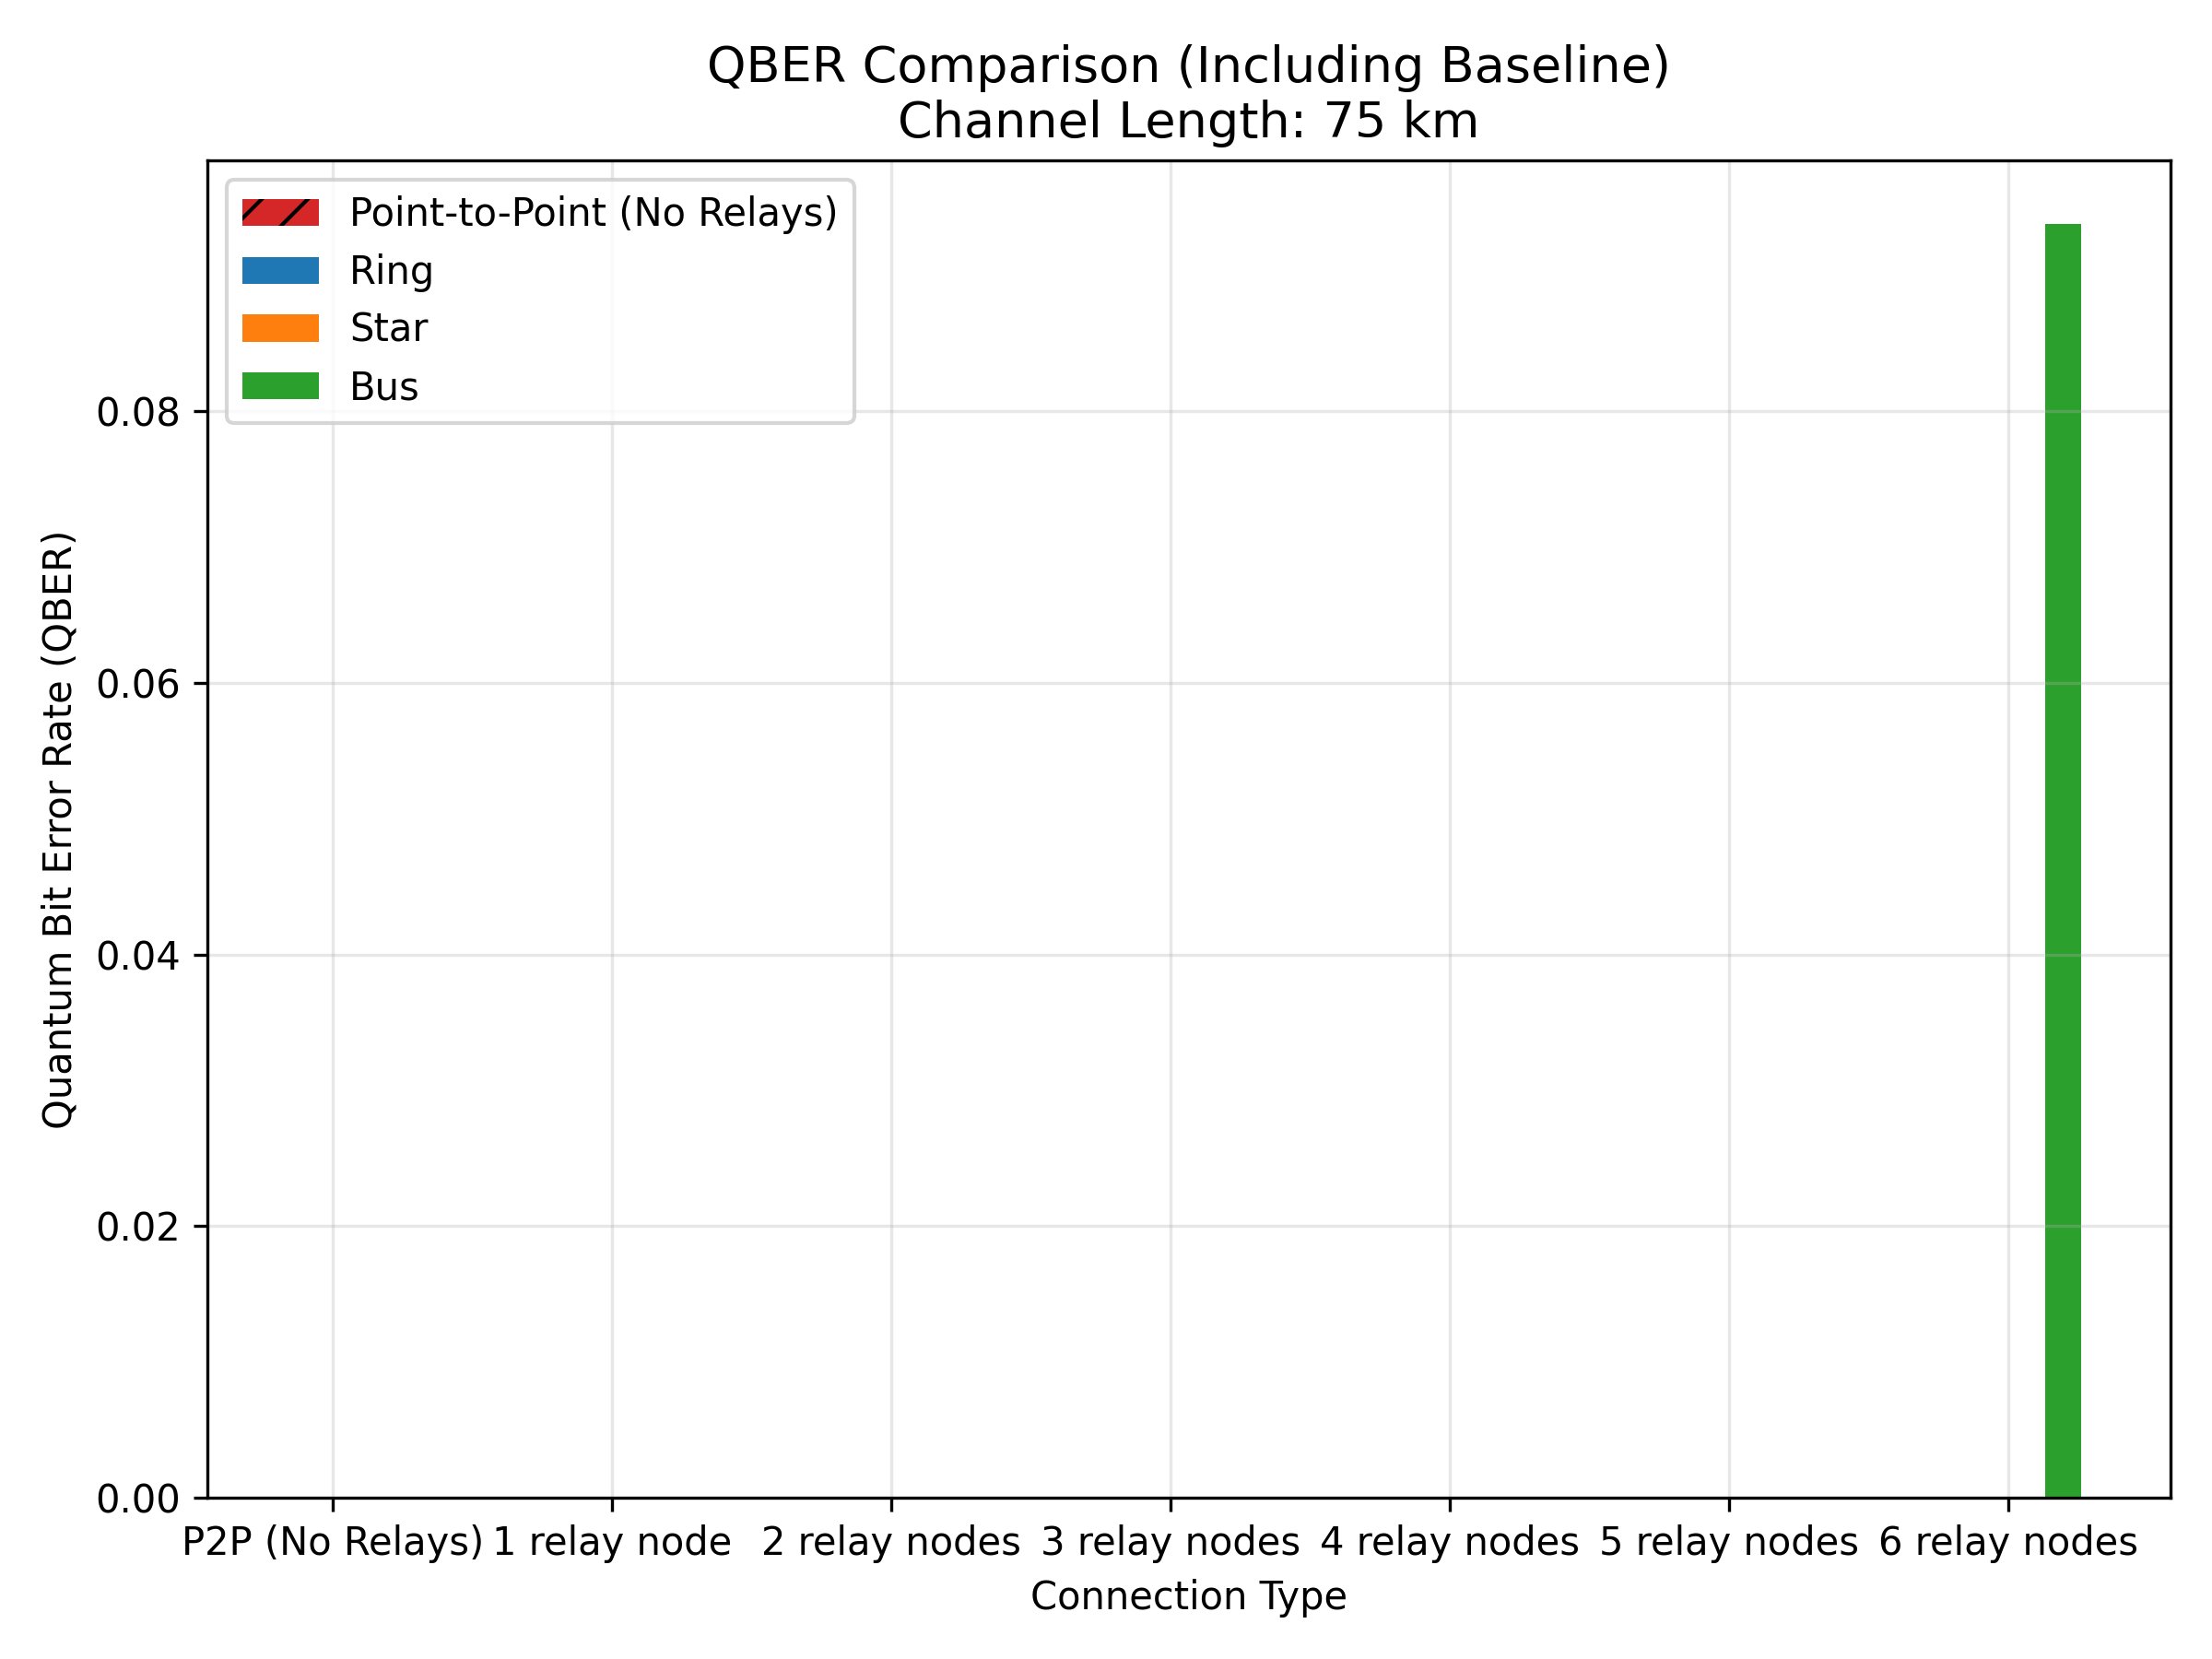 QBER Comparison (Including Baseline)
Channel Length: 75 km
Point-to-Point (No Relays)
Ring
Star
Bus
Quantum Bit Error Rate (QBER)
0.08
0.06
0.04
0.02
0.00
P2P (No Relays) 1 relay node 2 relay nodes 3 relay nodes 4 relay nodes 5 relay nodes 6 relay nodes
Connection Type